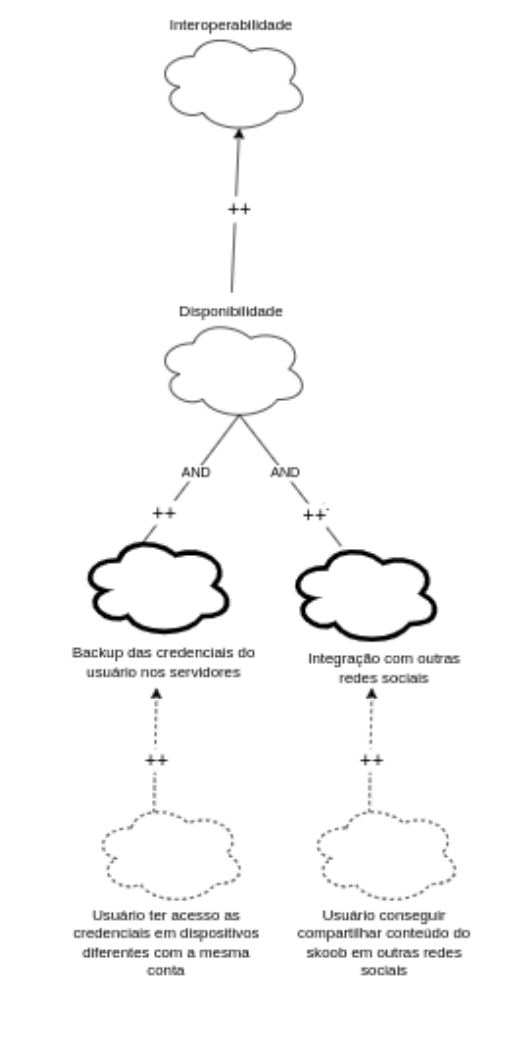 Interoperabilidade
++
Disponibilidade
AND AND
++ ++
Backup das credenciais do
usuário nos servidores
Integração com outras
redes sociais
++ ++
Usuário ter acesso as
credenciais em dispositivos
diferentes com a mesma
conta
Usuário conseguir
compartilhar conteúdo do
skoob em outras redes
sociais